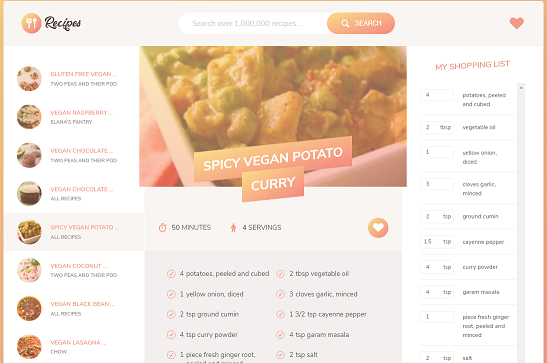 Recipes
Search over 1,000,000 recipes...
SEARCH
GLUTEN FREE VEGAN ...
TWO PEAS AND THEIR POD
VEGAN RASPBERRY ...
ELANA'S PANTRY
VEGAN CHOCOLATE ...
TWO PEAS AND THEIR POD
VEGAN CHOCOLATE ...
ALL RECIPES
SPICY VEGAN POTATO ...
ALL RECIPES
VEGAN COCONUT ...
TWO PEAS AND THEIR POD
VEGAN BLACK BEAN ...
ALL RECIPES
VEGAN LASAGNA ...
CHOW
SPICY VEGAN POTATO
CURRY
50 MINUTES
4 SERVINGS
4 potatoes, peeled and cubed
2 tbsp vegetable oil
1 yellow onion, diced
3 cloves garlic, minced
2 tsp ground cumin
1 1/2 tsp cayenne pepper
4 tsp curry powder
4 tsp garam masala
1 piece fresh ginger root,
peeled and minced
2 tsp salt
MY SHOPPING LIST
4 potatoes, peeled
and cubed
2 tbsp vegetable oil
1 yellow onion,
diced
3 cloves garlic,
minced
2 tsp ground cumin
1.5 tsp cayenne pepper
4 tsp curry powder
4 tsp garam masala
1 piece fresh ginger
root, peeled and
minced
2 tsp salt